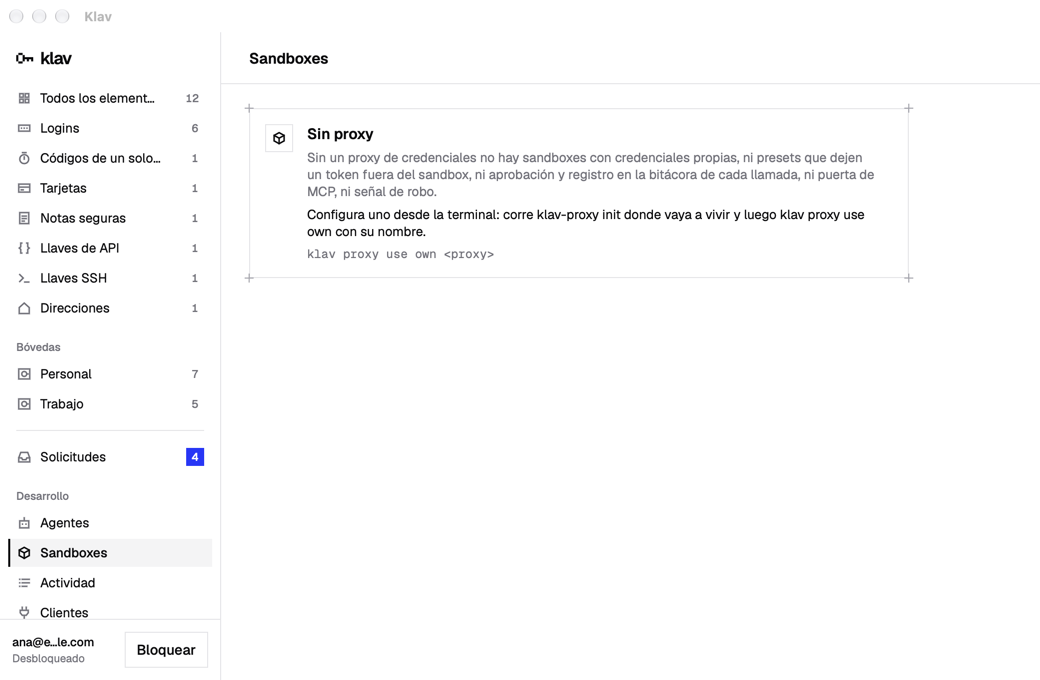 Klav
klav
Todos los element... 12
Logins 6
Códigos de un solo... 1
Tarjetas 1
Notas seguras 1
Llaves de API 1
Llaves SSH 1
Direcciones 1
Bóvedas
Personal 7
Trabajo 5
Solicitudes 4
Desarrollo
Agentes
Sandboxes
Actividad
Clientes
ana@e...le.com
Desbloqueado
Bloquear
Sandboxes
Sin proxy
Sin un proxy de credenciales no hay sandboxes con credenciales propias, ni presets que dejen
un token fuera del sandbox, ni aprobación y registro en la bitácora de cada llamada, ni puerta de
MCP, ni señal de robo.
Configura uno desde la terminal: corre klav-proxy init donde vaya a vivir y luego klav proxy use
own con su nombre.
klav proxy use own <proxy>